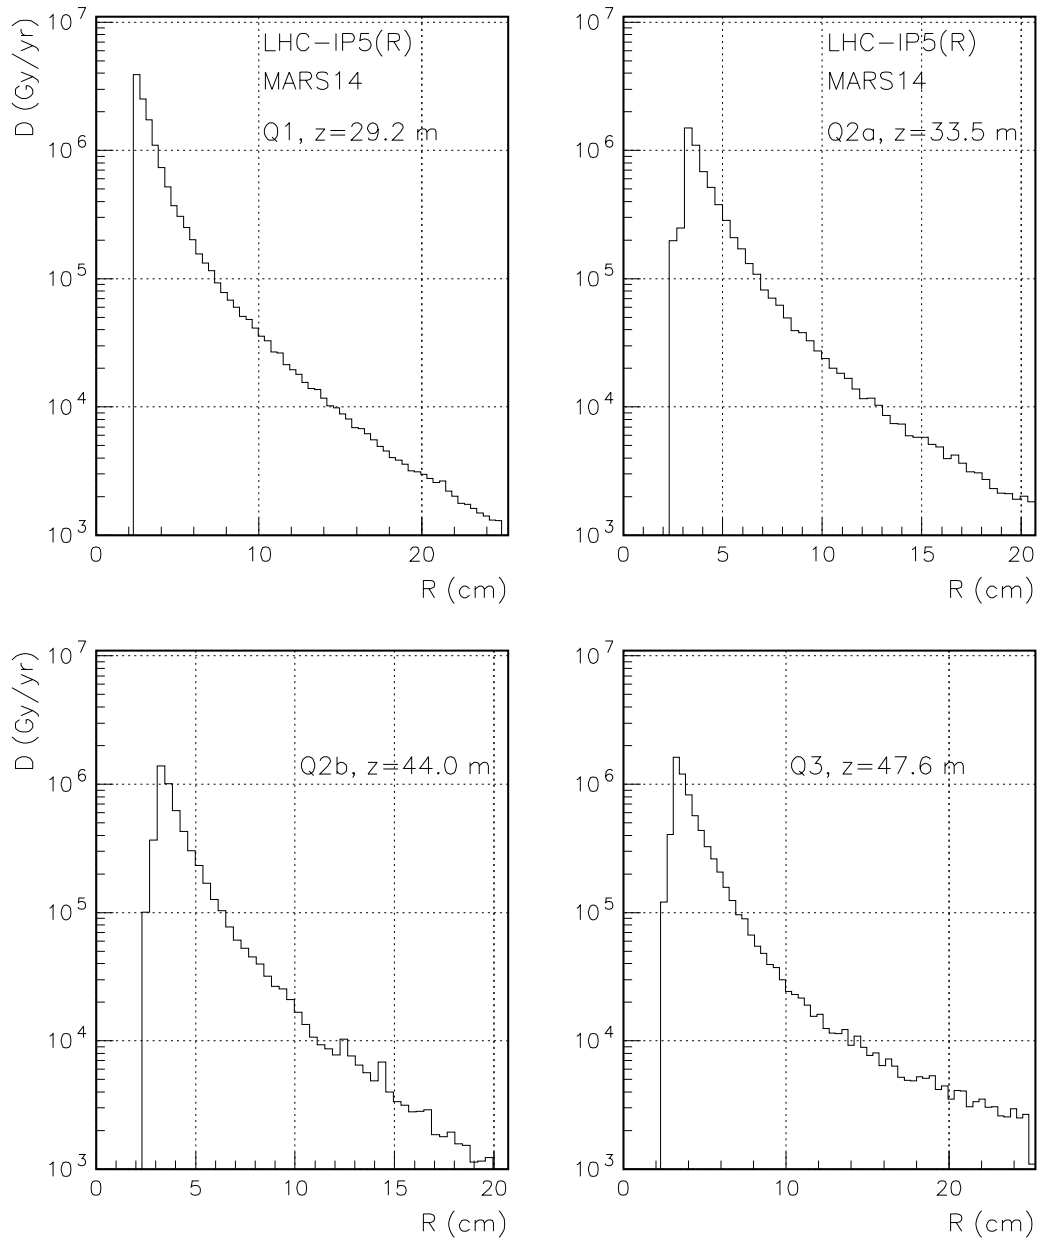 D (Gy/yr)
10^7
10^6
10^5
10^4
10^3
LHC-IP5(R)
MARS14
Q1, z=29.2 m
0 10 20
R (cm)
10^7
10^6
10^5
10^4
10^3
LHC-IP5(R)
MARS14
Q2a, z=33.5 m
0 5 10 15 20
R (cm)
D (Gy/yr)
10^7
10^6
10^5
10^4
10^3
Q2b, z=44.0 m
0 5 10 15 20
R (cm)
10^7
10^6
10^5
10^4
10^3
Q3, z=47.6 m
0 10 20
R (cm)